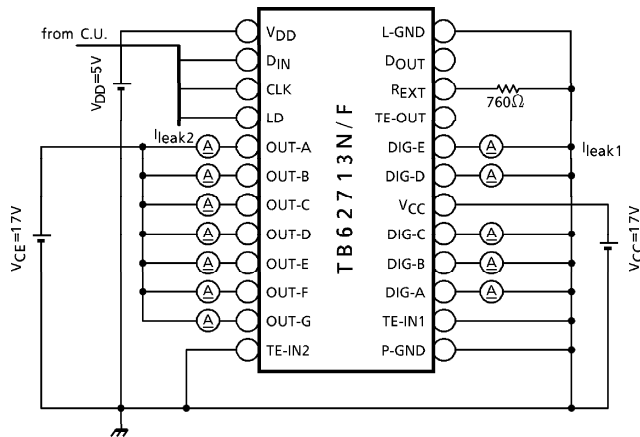 from C.U.
VDD=5V
VDD
DIN
CLK
LD
Ileak2
OUT-A
OUT-B
OUT-C
OUT-D
OUT-E
OUT-F
OUT-G
TE-IN2
A
A
A
A
A
A
A
VCE=17V
TB62713N/F
L-GND
DOUT
REXT
760Ω
TE-OUT
DIG-E
DIG-D
VCC
DIG-C
DIG-B
DIG-A
TE-IN1
P-GND
A
A
A
A
A
Ileak1
VCC=17V